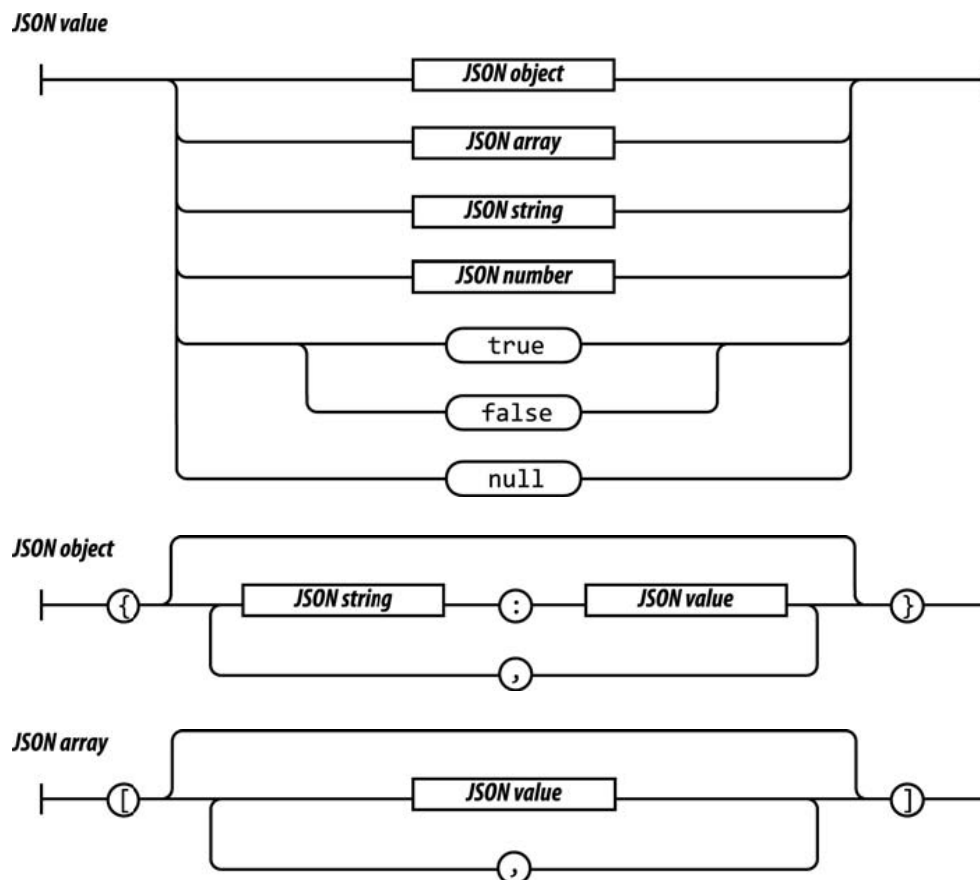 JSON value
JSON object
JSON array
JSON string
JSON number
true
false
null
JSON object
{ JSON string : JSON value }
,
JSON array
[ JSON value ]
,